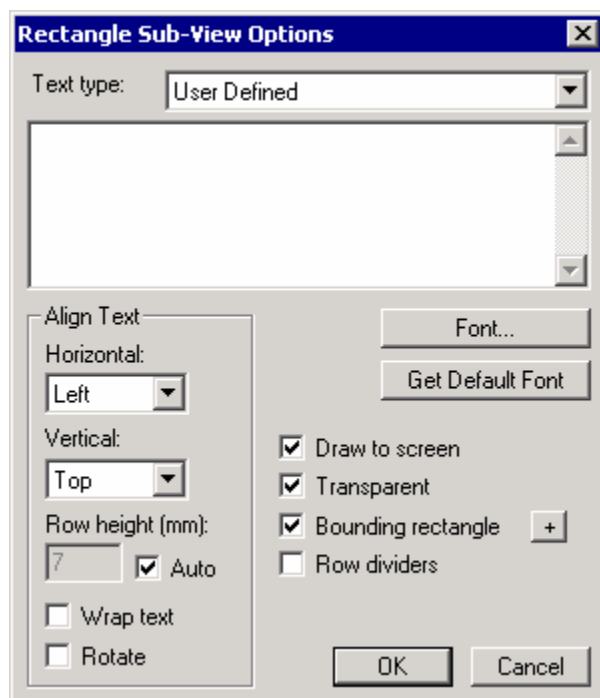 Rectangle Sub-View Options
Text type: User Defined
Align Text
Horizontal:
Left
Vertical:
Top
Row height (mm):
7 Auto
Wrap text
Rotate
Font...
Get Default Font
Draw to screen
Transparent
Bounding rectangle +
Row dividers
OK Cancel